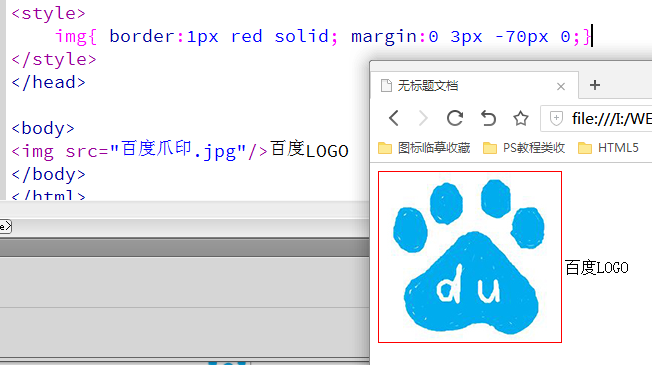 <style>
img{ border:1px red solid; margin:0 3px -70px 0;}
</style>
</head>
<body>
<img src="百度爪印.jpg"/>百度LOGO
</body>
</html>
e>
无标题文档
file:///I:/WE
图标临摹收藏
PS教程类收
HTML5
du
百度LOGO